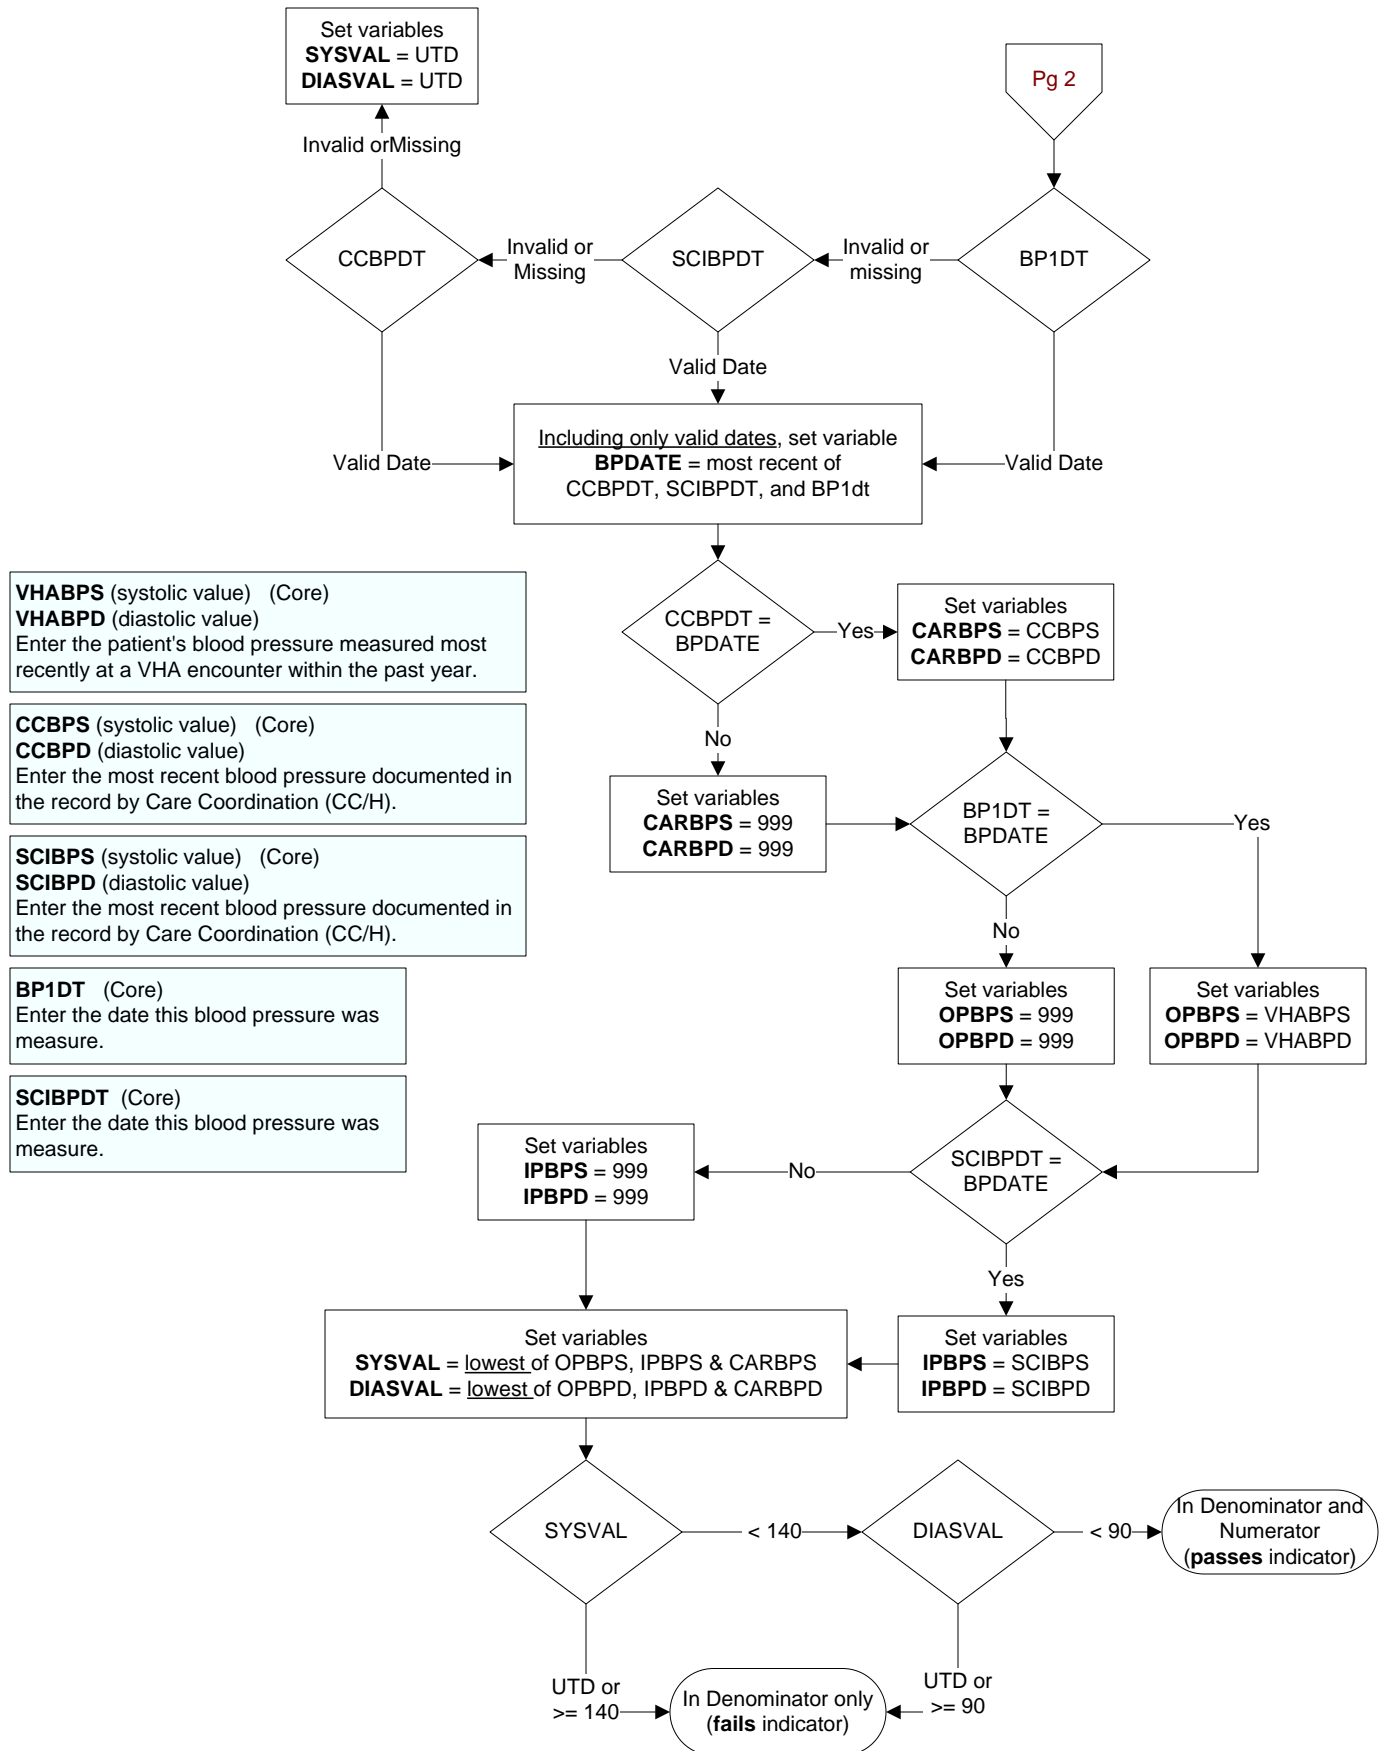 Set variables
SYSVAL = UTD
DIASVAL = UTD
Pg 2
Invalid orMissing
CCBPDT
Invalid or
Missing
SCIBPDT
Invalid or
missing
BP1DT
Valid Date
Including only valid dates, set variable
BPDATE = most recent of
CCBPDT, SCIBPDT, and BP1dt
Valid Date
Valid Date
VHABPS (systolic value) (Core)
VHABPD (diastolic value)
Enter the patient's blood pressure measured most
recently at a VHA encounter within the past year.
CCBPS (systolic value) (Core)
CCBPD (diastolic value)
Enter the most recent blood pressure documented in
the record by Care Coordination (CC/H).
SCIBPS (systolic value) (Core)
SCIBPD (diastolic value)
Enter the most recent blood pressure documented in
the record by Care Coordination (CC/H).
BP1DT (Core)
Enter the date this blood pressure was
measure.
SCIBPDT (Core)
Enter the date this blood pressure was
measure.
CCBPDT =
BPDATE
Yes
Set variables
CARBPS = CCBPS
CARBPD = CCBPD
No
Set variables
CARBPS = 999
CARBPD = 999
BP1DT =
BPDATE
Yes
No
Set variables
OPBPS = 999
OPBPD = 999
Set variables
OPBPS = VHABPS
OPBPD = VHABPD
SCIBPDT =
BPDATE
No
Set variables
IPBPS = 999
IPBPD = 999
Yes
Set variables
IPBPS = SCIBPS
IPBPD = SCIBPD
Set variables
SYSVAL = lowest of OPBPS, IPBPS & CARBPS
DIASVAL = lowest of OPBPD, IPBPD & CARBPD
SYSVAL
< 140
DIASVAL
< 90
In Denominator and
Numerator
(passes indicator)
UTD or
>= 140
In Denominator only
(fails indicator)
UTD or
>= 90